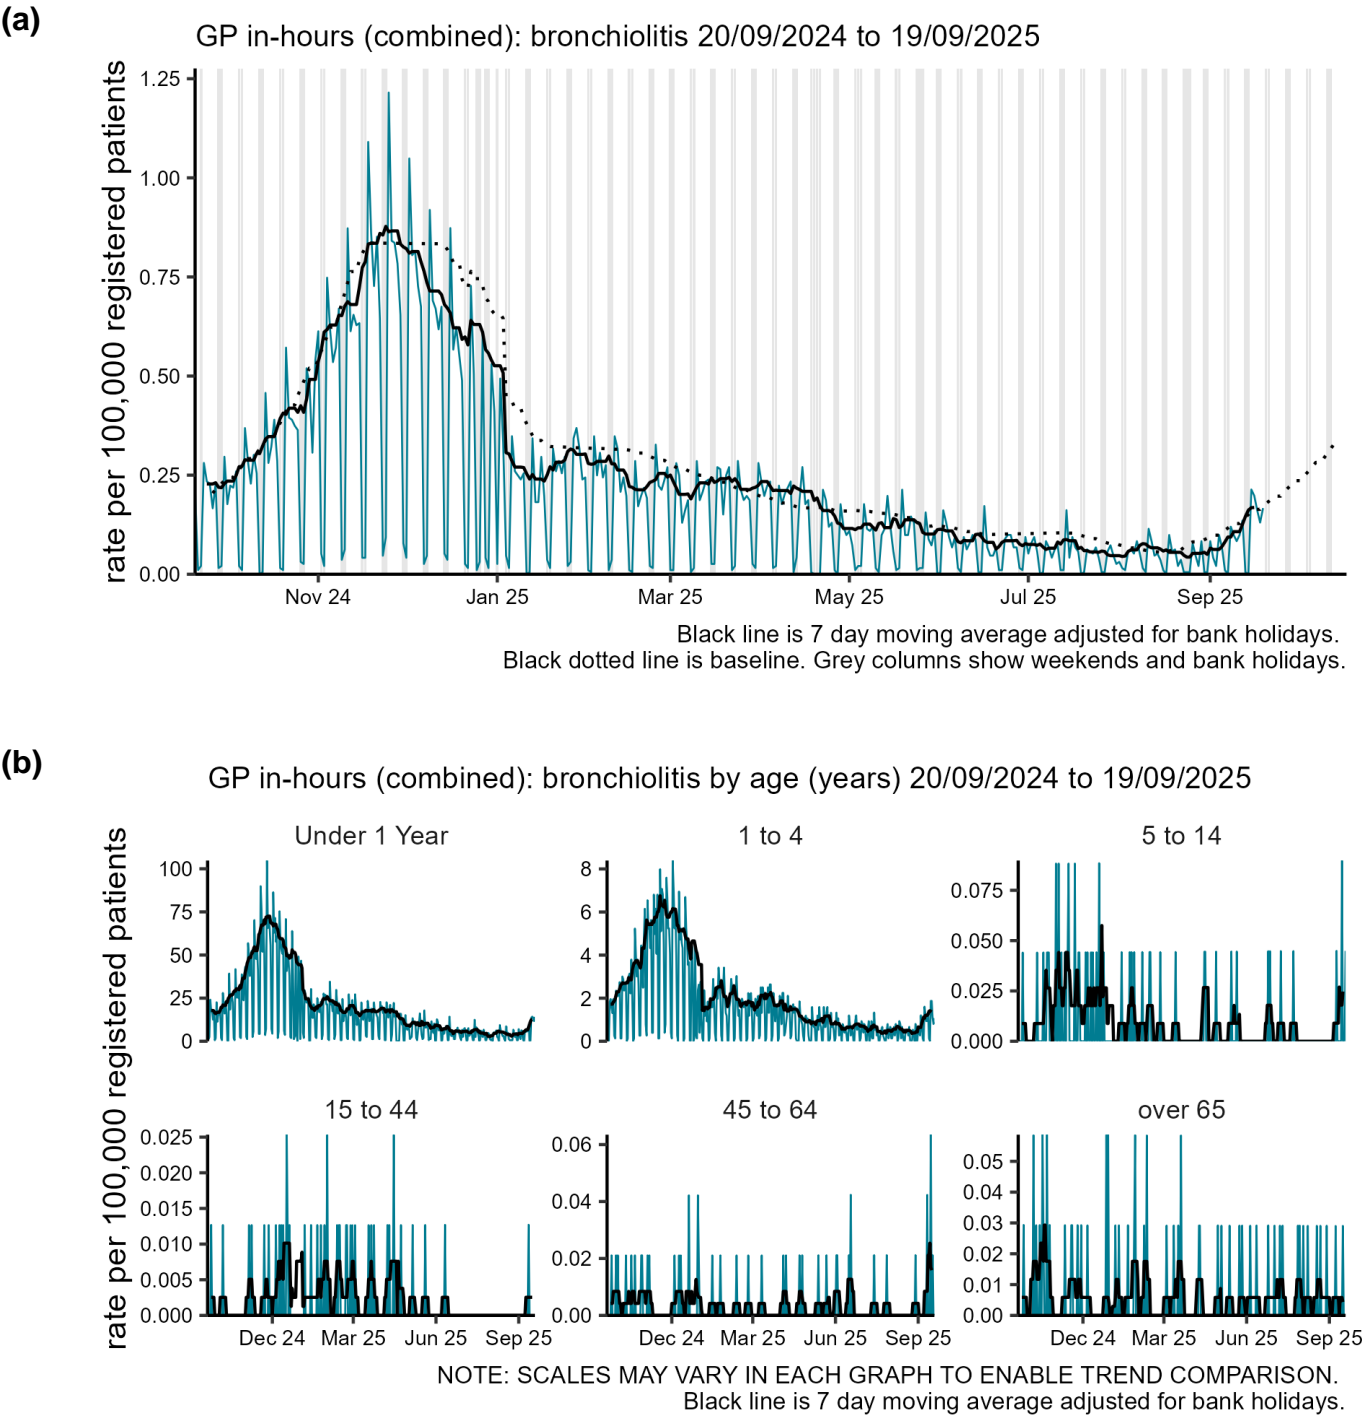 (a)
GP in-hours (combined): bronchiolitis 20/09/2024 to 19/09/2025
rate per 100,000 registered patients
1.25
1.00
0.75
0.50
0.25
0.00
Nov 24 Jan 25 Mar 25 May 25 Jul 25 Sep 25
Black line is 7 day moving average adjusted for bank holidays.
Black dotted line is baseline. Grey columns show weekends and bank holidays.
(b)
GP in-hours (combined): bronchiolitis by age (years) 20/09/2024 to 19/09/2025
rate per 100,000 registered patients
Under 1 Year
100
75
50
25
0
1 to 4
8
6
4
2
0
5 to 14
0.075
0.050
0.025
0.000
15 to 44
0.025
0.020
0.015
0.010
0.005
0.000
Dec 24 Mar 25 Jun 25 Sep 25
45 to 64
0.06
0.04
0.02
0.00
Dec 24 Mar 25 Jun 25 Sep 25
over 65
0.05
0.04
0.03
0.02
0.01
0.00
Dec 24 Mar 25 Jun 25 Sep 25
NOTE: SCALES MAY VARY IN EACH GRAPH TO ENABLE TREND COMPARISON.
Black line is 7 day moving average adjusted for bank holidays.